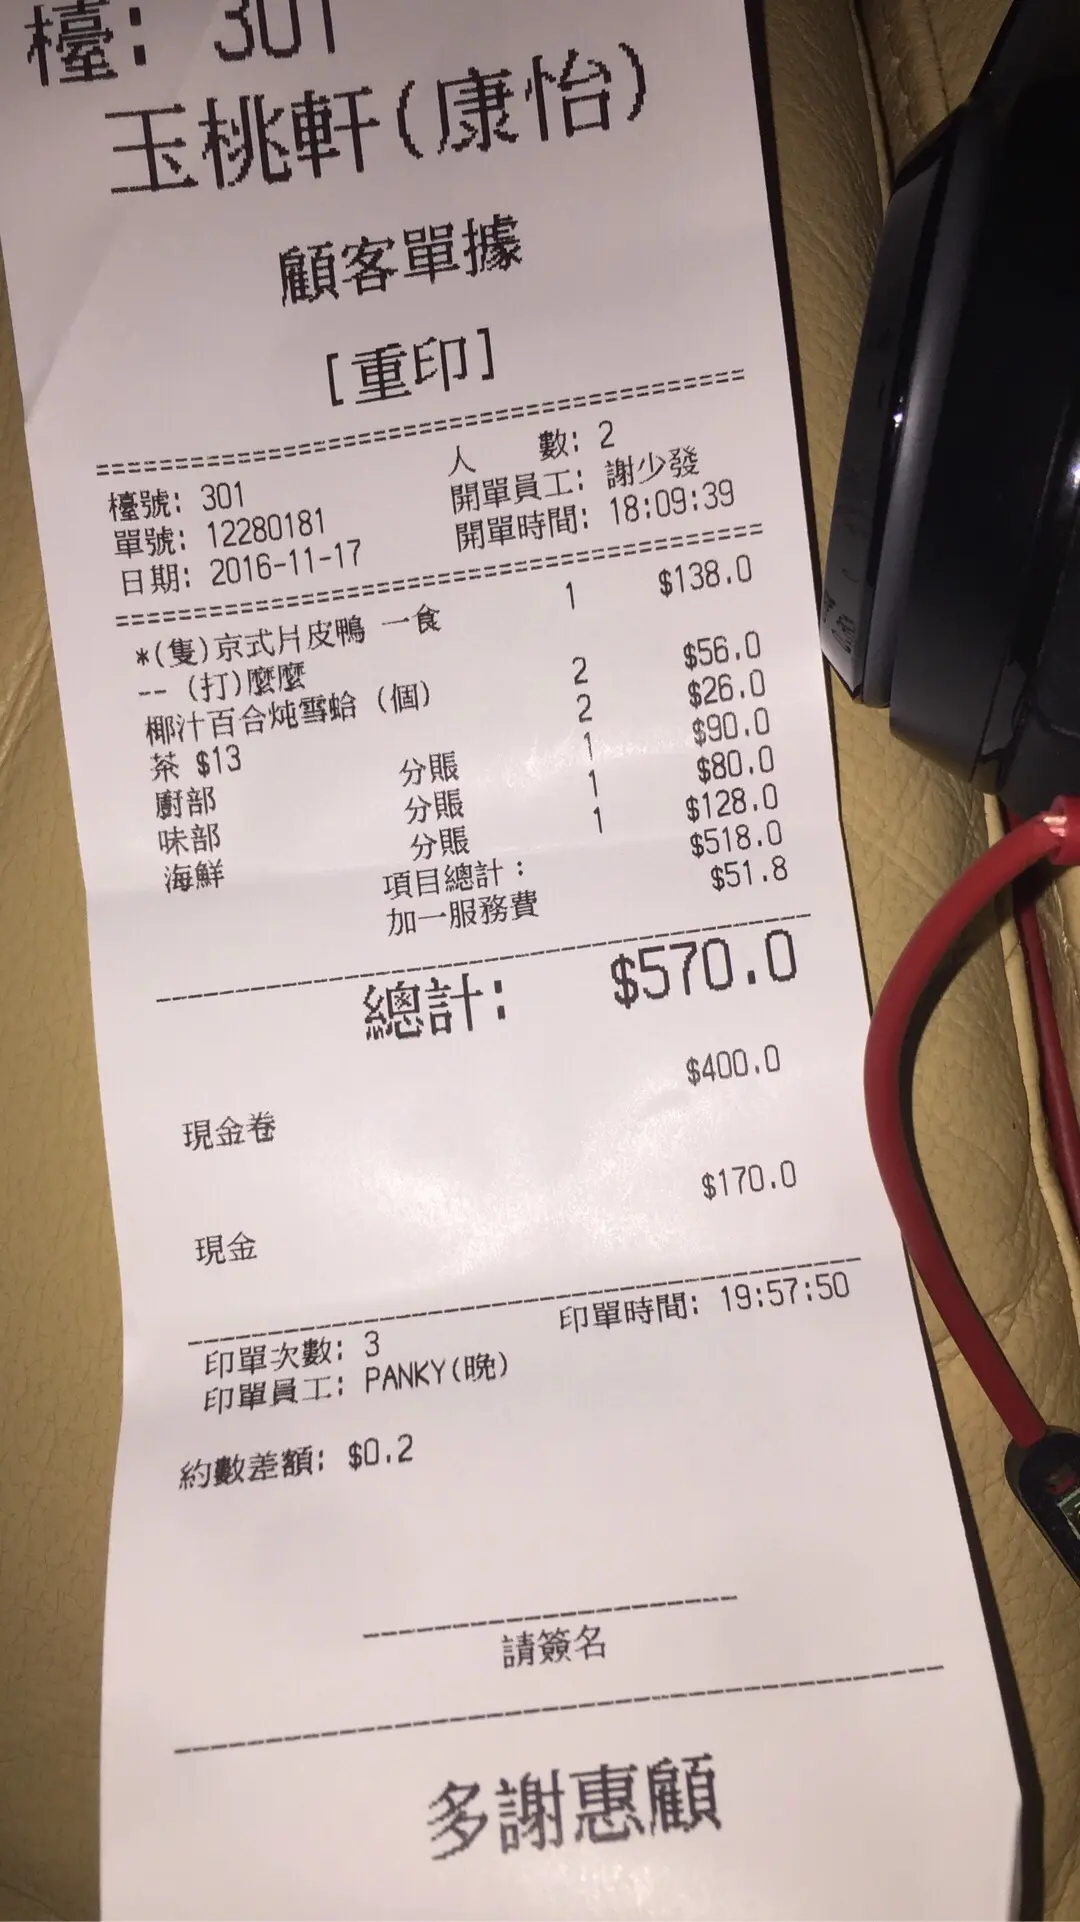 檯: 301
玉桃軒(康怡)
顧客單據
[重印]
人 數: 2
檯號: 301 開單員工: 謝少發
單號: 12280181 開單時間: 18:09:39
日期: 2016-11-17
*(隻)京式片皮鴨 一食 1 $138.0
-- (打)麼麼
椰汁百合炖雪蛤 (個) 2 $56.0
茶 $13 2 $26.0
廚部 分賬 1 $90.0
味部 分賬 1 $80.0
海鮮 分賬 1 $128.0
項目總計: $518.0
加一服務費 $51.8
總計: $570.0
$400.0
現金卷
$170.0
現金
印單次數: 3 印單時間: 19:57:50
印單員工: PANKY(晚)
約數差額: $0.2
請簽名
多謝惠顧